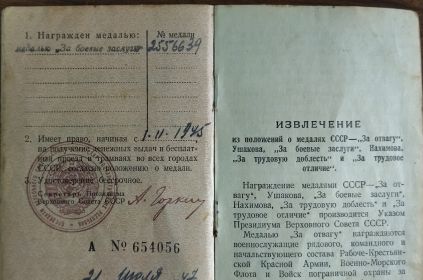 1. Награжден медалью:
№ медали
медалью „За боевые заслуги"
2556639
2. Имеет право, начиная с 1.II.1945
на получение денежных выдач и бесплат-
ный проезд в трамваях во всех городах
СССР, согласно положению о медали.
Удостоверение бессрочное.
Секретарь Президиума
Верховного Совета СССР
А. Горкин
А № 654056
21 июля 47
ИЗВЛЕЧЕНИЕ
из положений о медалях СССР—„За отвагу",
Ушакова, „За боевые заслуги", Нахимова,
„За трудовую доблесть" и „За трудовое
отличие".
Награждение медалями СССР—„За от-
вагу", Ушакова, „За боевые заслуги",
Нахимова, „За трудовую доблесть" и „За
трудовое отличие" производится Указом
Президиума Верховного Совета СССР.
Медалью „За отвагу" награждаются
военнослужащие рядового, командного и
начальствующего состава Рабоче-Крестьян-
ской Красной Армии, Военно-Морского
Флота и Войск пограничной охраны за